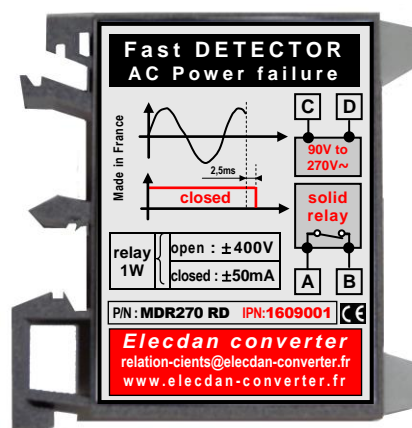 Fast DETECTOR
AC Power failure
Made in France
2,5ms
closed
C D
90V to
270V~
solid
relay
A B
relay
1W
open : ±400V
closed : ±50mA
P/N : MDR270 RD IPN:1609001 CE
Elecdan converter
relation-cients@elecdan-converter.fr
www.elecdan-converter.fr